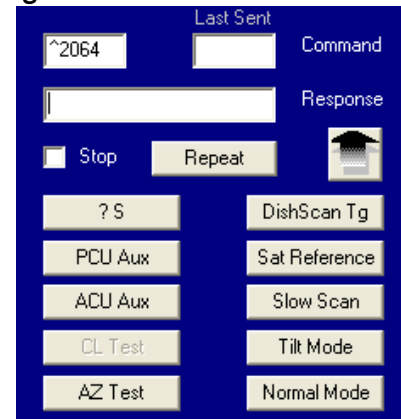 Last Sent
^2064 Command
Response
Stop Repeat
? S DishScan Tg
PCU Aux Sat Reference
ACU Aux Slow Scan
CL Test Tilt Mode
AZ Test Normal Mode